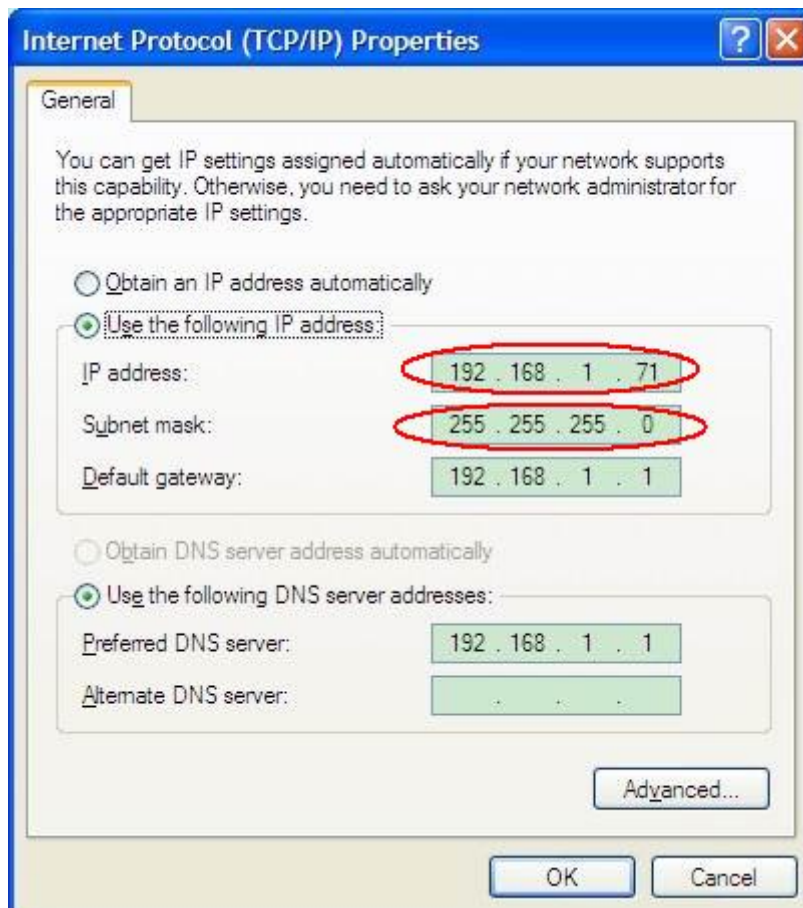 Internet Protocol (TCP/IP) Properties
General
You can get IP settings assigned automatically if your network supports
this capability. Otherwise, you need to ask your network administrator for
the appropriate IP settings.
Obtain an IP address automatically
Use the following IP address:
IP address: 192 . 168 . 1 . 71
Subnet mask: 255 . 255 . 255 . 0
Default gateway: 192 . 168 . 1 . 1
Obtain DNS server address automatically
Use the following DNS server addresses:
Preferred DNS server: 192 . 168 . 1 . 1
Alternate DNS server: . . .
Advanced...
OK Cancel